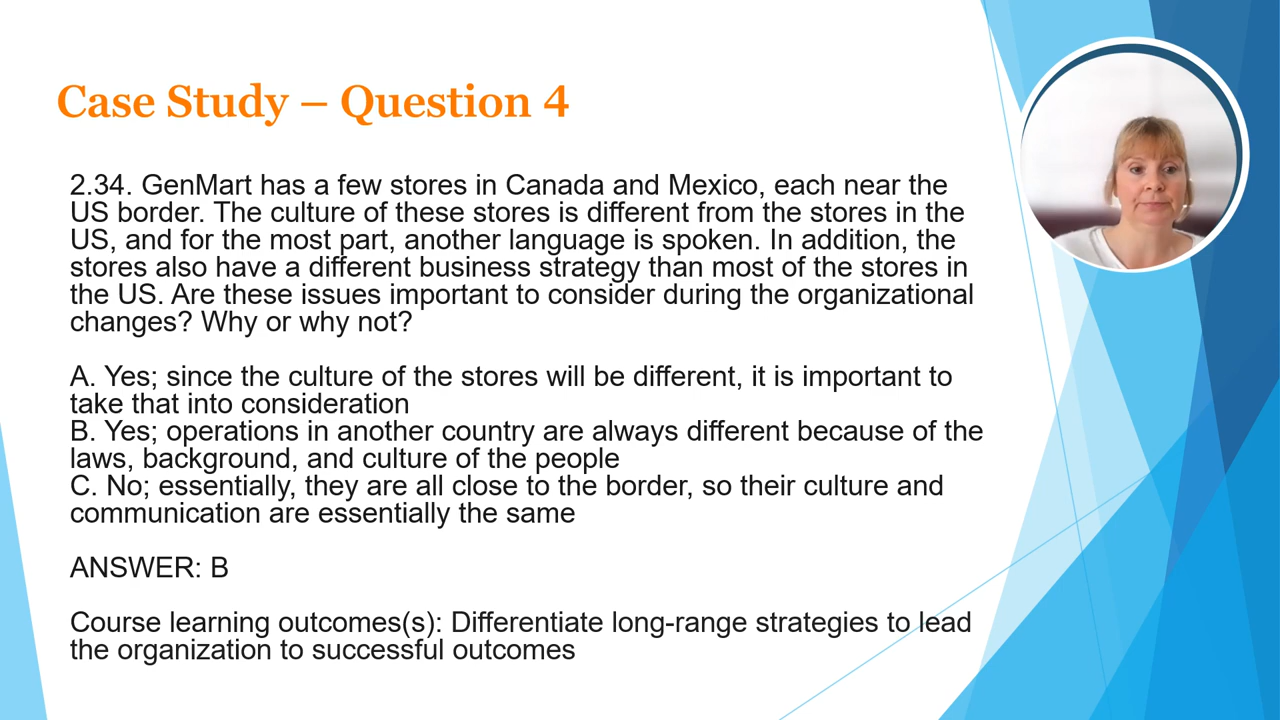 Case Study – Question 4
2.34. GenMart has a few stores in Canada and Mexico, each near the
US border. The culture of these stores is different from the stores in the
US, and for the most part, another language is spoken. In addition, the
stores also have a different business strategy than most of the stores in
the US. Are these issues important to consider during the organizational
changes? Why or why not?
A. Yes; since the culture of the stores will be different, it is important to
take that into consideration
B. Yes; operations in another country are always different because of the
laws, background, and culture of the people
C. No; essentially, they are all close to the border, so their culture and
communication are essentially the same
ANSWER: B
Course learning outcomes(s): Differentiate long-range strategies to lead
the organization to successful outcomes